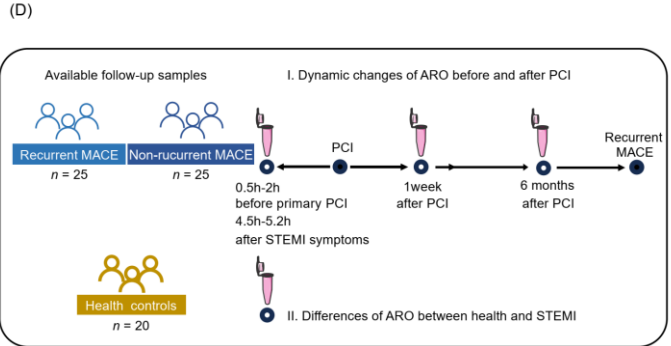 (D)
Available follow-up samples
I. Dynamic changes of ARO before and after PCI
Recurrent MACE
Non-rucurrent MACE
n = 25
n = 25
PCI
Recurrent
MACE
0.5h-2h
before primary PCI
4.5h-5.2h
after STEMI symptoms
1week
after PCI
6 months
after PCI
Health controls
n = 20
II. Differences of ARO between health and STEMI